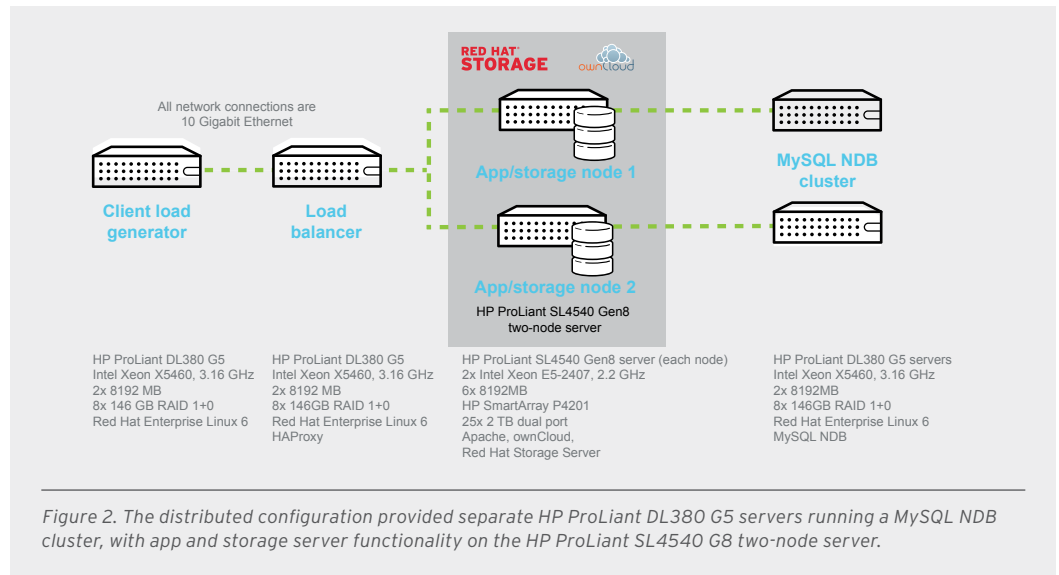 RED HAT®
STORAGE
ownCloud
All network connections are
10 Gigabit Ethernet
Client load
generator
Load
balancer
App/storage node 1
App/storage node 2
HP ProLiant SL4540 Gen8
two-node server
MySQL NDB
cluster
HP ProLiant DL380 G5
Intel Xeon X5460, 3.16 GHz
2x 8192 MB
8x 146 GB RAID 1+0
Red Hat Enterprise Linux 6
HP ProLiant DL380 G5
Intel Xeon X5460, 3.16 GHz
2x 8192 MB
8x 146GB RAID 1+0
Red Hat Enterprise Linux 6
HAProxy
HP ProLiant SL4540 Gen8 server (each node)
2x Intel Xeon E5-2407, 2.2 GHz
6x 8192MB
HP SmartArray P4201
25x 2 TB dual port
Apache, ownCloud,
Red Hat Storage Server
HP ProLiant DL380 G5 servers
Intel Xeon X5460, 3.16 GHz
2x 8192MB
8x 146GB RAID 1+0
Red Hat Enterprise Linux 6
MySQL NDB
Figure 2. The distributed configuration provided separate HP ProLiant DL380 G5 servers running a MySQL NDB
cluster, with app and storage server functionality on the HP ProLiant SL4540 G8 two-node server.